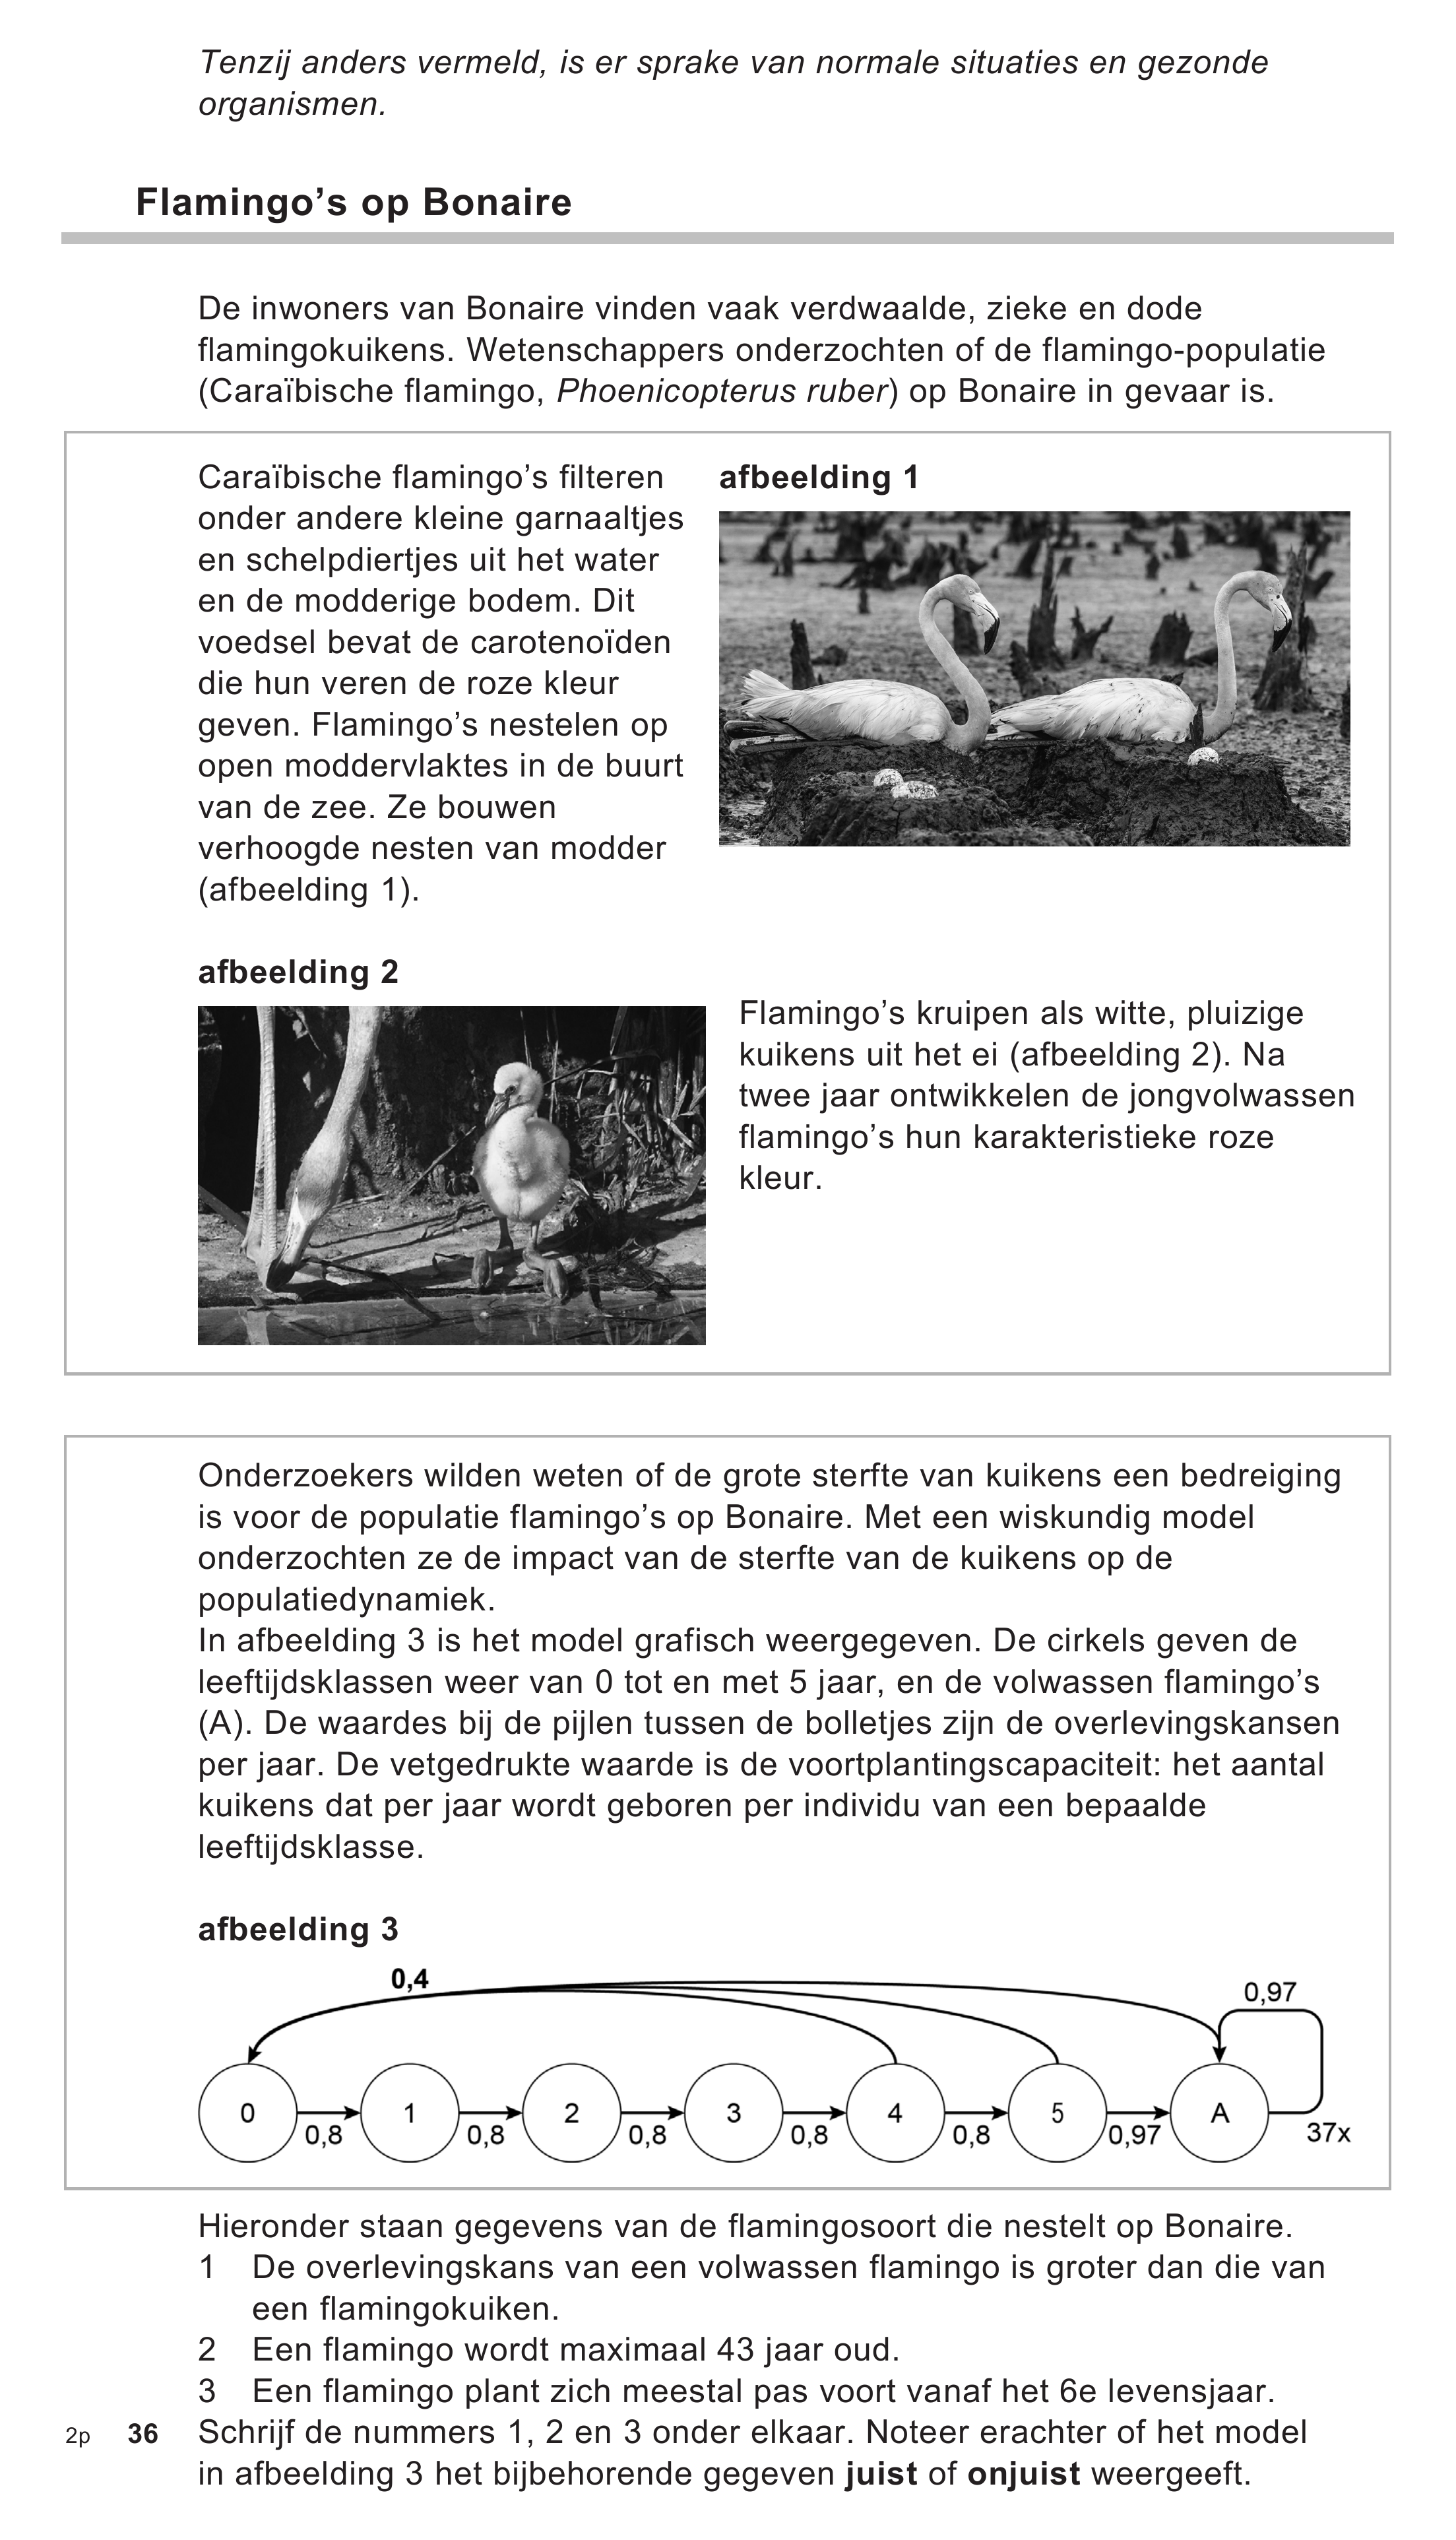 Tenzij anders vermeld, is er sprake van normale situaties en gezonde
organismen.
Flamingo’s op Bonaire
De inwoners van Bonaire vinden vaak verdwaalde, zieke en dode
flamingokuikens. Wetenschappers onderzochten of de flamingo-populatie
(Caraïbische flamingo, Phoenicopterus ruber) op Bonaire in gevaar is.
Caraïbische flamingo’s filteren
onder andere kleine garnaaltjes
en schelpdiertjes uit het water
en de modderige bodem. Dit
voedsel bevat de carotenoïden
die hun veren de roze kleur
geven. Flamingo’s nestelen op
open moddervlaktes in de buurt
van de zee. Ze bouwen
verhoogde nesten van modder
(afbeelding 1).
afbeelding 1
afbeelding 2
Flamingo’s kruipen als witte, pluizige
kuikens uit het ei (afbeelding 2). Na
twee jaar ontwikkelen de jongvolwassen
flamingo’s hun karakteristieke roze
kleur.
Onderzoekers wilden weten of de grote sterfte van kuikens een bedreiging
is voor de populatie flamingo’s op Bonaire. Met een wiskundig model
onderzochten ze de impact van de sterfte van de kuikens op de
populatiedynamiek.
In afbeelding 3 is het model grafisch weergegeven. De cirkels geven de
leeftijdsklassen weer van 0 tot en met 5 jaar, en de volwassen flamingo’s
(A). De waardes bij de pijlen tussen de bolletjes zijn de overlevingskansen
per jaar. De vetgedrukte waarde is de voortplantingscapaciteit: het aantal
kuikens dat per jaar wordt geboren per individu van een bepaalde
leeftijdsklasse.
afbeelding 3
0,4
0,97
0 1 2 3 4 5 A
0,8 0,8 0,8 0,8 0,8 0,97 37x
Hieronder staan gegevens van de flamingosoort die nestelt op Bonaire.
1 De overlevingskans van een volwassen flamingo is groter dan die van
een flamingokuiken.
2 Een flamingo wordt maximaal 43 jaar oud.
3 Een flamingo plant zich meestal pas voort vanaf het 6e levensjaar.
2p 36 Schrijf de nummers 1, 2 en 3 onder elkaar. Noteer erachter of het model
in afbeelding 3 het bijbehorende gegeven juist of onjuist weergeeft.